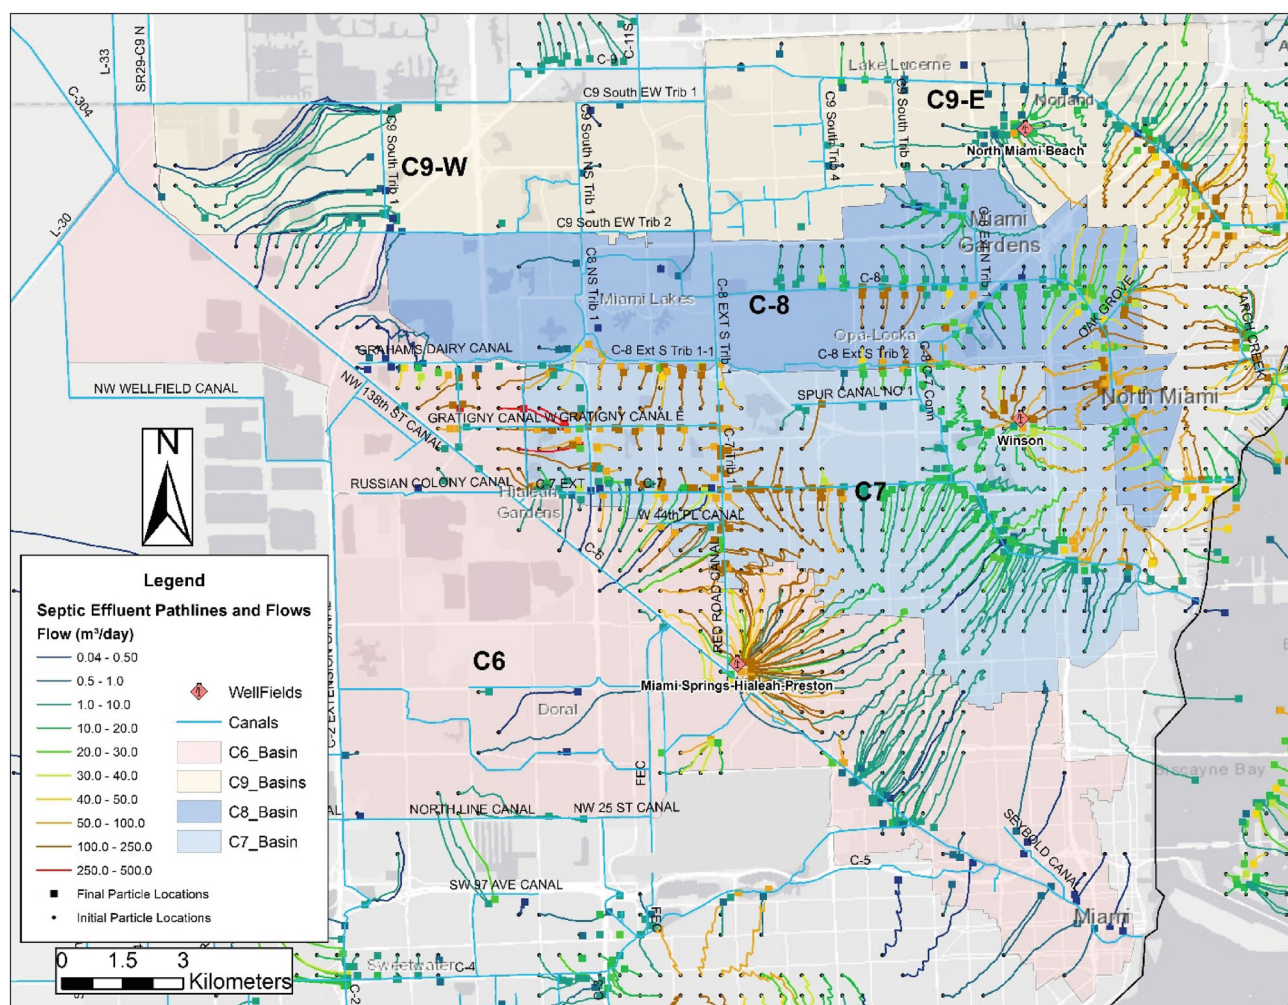 L-33
SR29-C9 N
C-304
L-30
C-11S
C-9
C9 South EW Trib 1
Lake Lucerne
C9-E
Norland
C9 South Trib 1
C9-W
C9 South NS Trib 1
C9 South Trib 4
North Miami Beach
C9 South EW Trib 2
Miami
Gardens
C8 NS Trib 1
Miami Lakes
C-8 EXT S Trib
C-8
C-8
OAK GROVE
ARCH CREEK
Opa-Locka
GRAHAMS DAIRY CANAL
C-8 Ext S Trib 1-1
C-8 Ext S Trib 2
NW WELLFIELD CANAL
NW 138th ST CANAL
SPUR CANAL NO 1
C-8 C-7 Conn
North Miami
GRATIGNY CANAL W
GRATIGNY CANAL E
Winson
C-7 Trib 1
N
RUSSIAN COLONY CANAL
C-7 EXT
C-7
C7
Hialeah
Gardens
W 44th PL CANAL
C-6
RED ROAD CANAL
C6
Miami-Springs-Hialeah-Preston
Doral
FEC
Biscayne Bay
NORTH LINE CANAL
NW 25 ST CANAL
SEYBOLD CANAL
C-5
SW 97 AVE CANAL
FEC
Miami
Sweetwater
C-4
C-2
Legend
Septic Effluent Pathlines and Flows
Flow (m³/day)
0.04 - 0.50
0.5 - 1.0
1.0 - 10.0
10.0 - 20.0
20.0 - 30.0
30.0 - 40.0
40.0 - 50.0
50.0 - 100.0
100.0 - 250.0
250.0 - 500.0
Final Particle Locations
Initial Particle Locations
WellFields
Canals
C6_Basin
C9_Basins
C8_Basin
C7_Basin
0 1.5 3
Kilometers